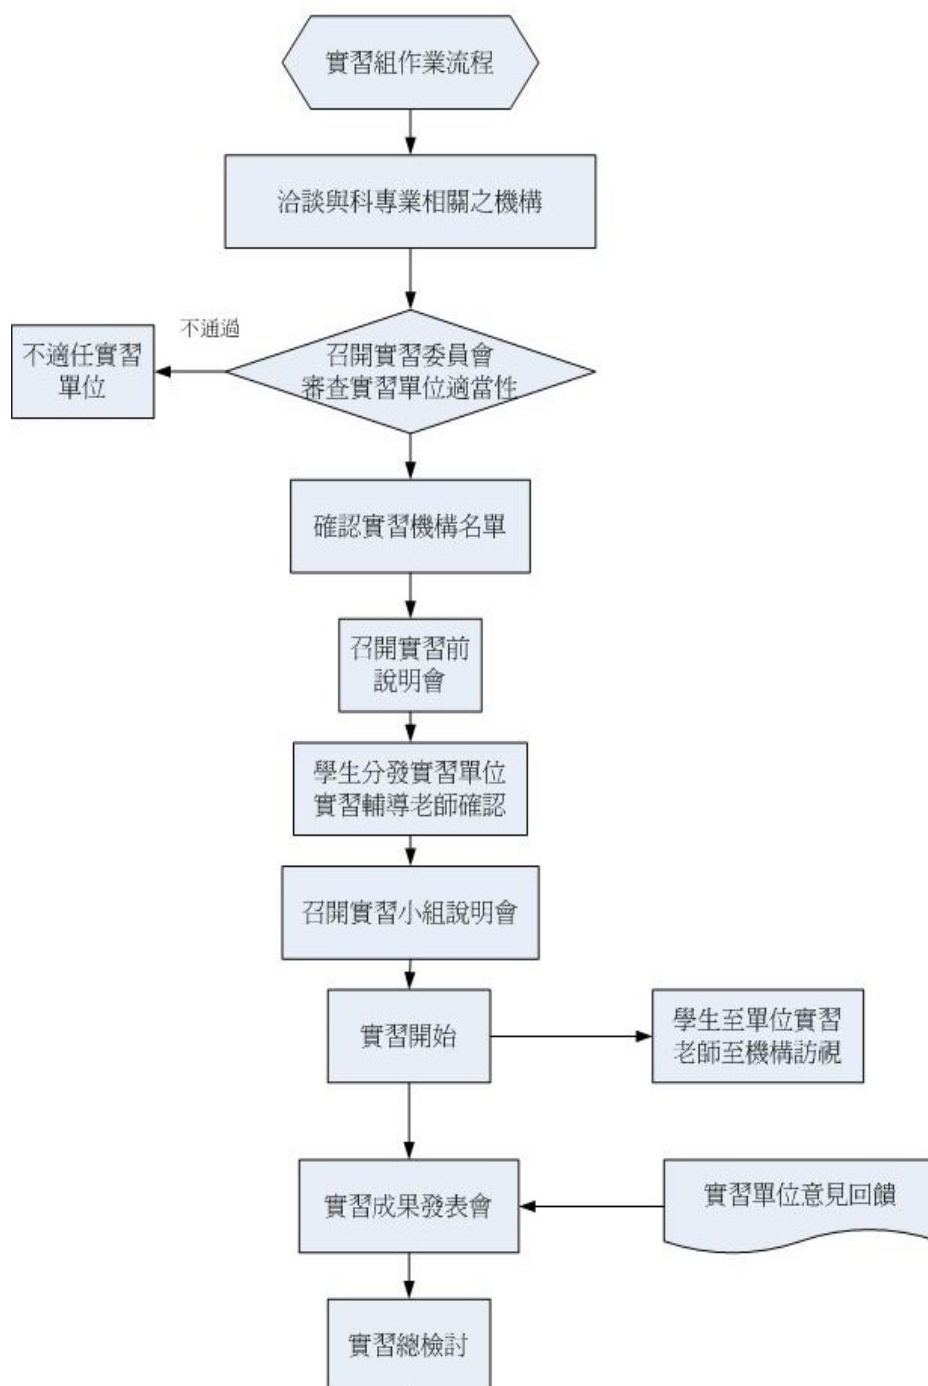 實習組作業流程
洽談與科專業相關之機構
不通過
不適任實習
單位
召開實習委員會
審查實習單位適當性
確認實習機構名單
召開實習前
說明會
學生分發實習單位
實習輔導老師確認
召開實習小組說明會
實習開始
學生至單位實習
老師至機構訪視
實習成果發表會
實習單位意見回饋
實習總檢討